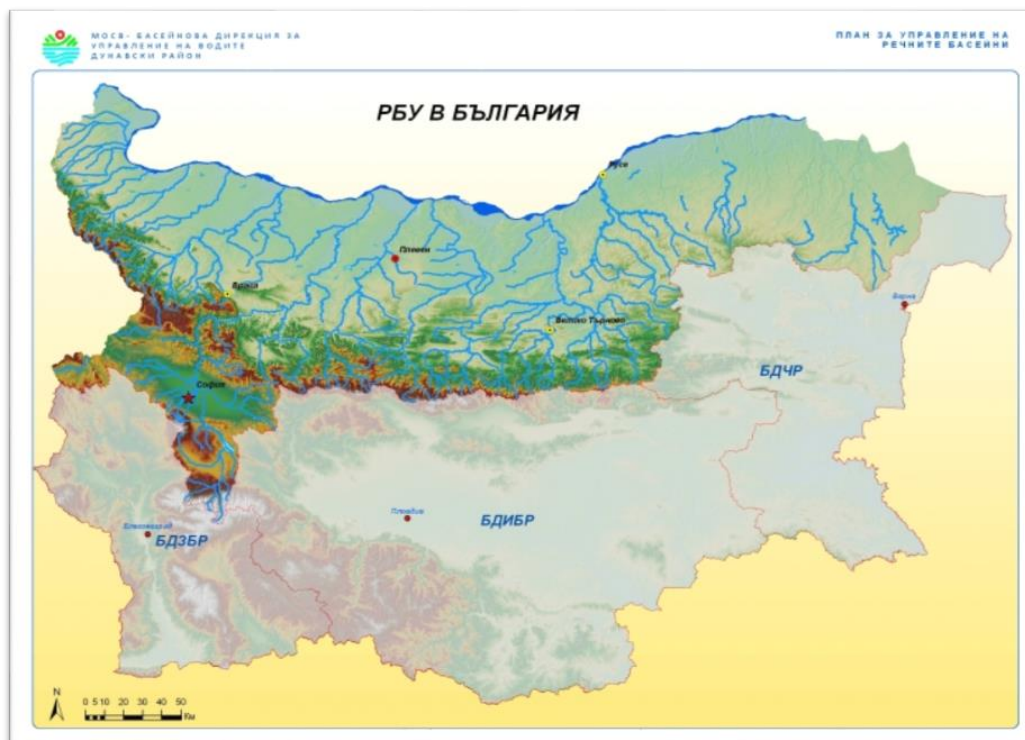 МОСВ- БАСЕЙНОВА ДИРЕКЦИЯ ЗА
УПРАВЛЕНИЕ НА ВОДИТЕ
ДУНАВСКИ РАЙОН
ПЛАН ЗА УПРАВЛЕНИЕ НА
РЕЧНИТЕ БАСЕЙНИ
РБУ В БЪЛГАРИЯ
Русе
Плевен
Враца
Варна
Велико Търново
БДЧР
София
Пловдив
БДИБР
Благоевград
БДЗБР
N
0 5 10 20 30 40 50
Км